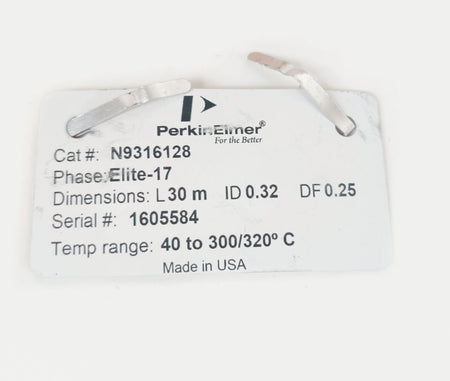 PerkinElmer®
For the Better
Cat #: N9316128
Phase:Elite-17
Dimensions: L 30 m ID 0.32 DF 0.25
Serial #: 1605584
Temp range: 40 to 300/320º C
Made in USA